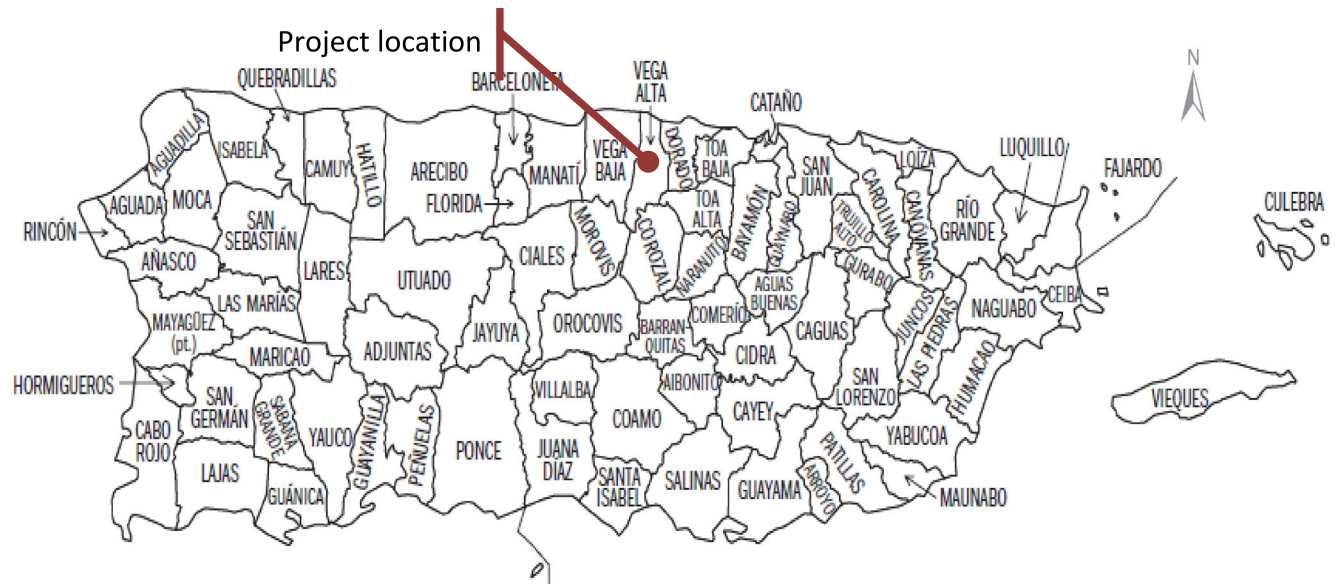 Project location
N
QUEBRADILLAS
BARCELONETA
VEGA
ALTA
CATAÑO
AGUADILLA
ISABELA
CAMUY
HATILLO
ARECIBO
FLORIDA
MANATÍ
VEGA
BAJA
DORADO
TOA
BAJA
TOA
ALTA
BAYAMÓN
GUAYNABO
SAN
JUAN
TRUJILLO
ALTO
CAROLINA
LOÍZA
CANÓVANAS
RÍO
GRANDE
LUQUILLO
FAJARDO
CULEBRA
RINCÓN
AGUADA
MOCA
SAN
SEBASTIÁN
AÑASCO
LARES
UTUADO
CIALES
MOROVIS
COROZAL
NARANJITO
AGUAS
BUENAS
GURABO
CEIBA
MAYAGÜEZ
(pt.)
LAS MARÍAS
MARICAO
ADJUNTAS
JAYUYA
OROCOVIS
BARRAN-
QUITAS
COMERÍO
CIDRA
CAGUAS
JUNCOS
LAS PIEDRAS
NAGUABO
HUMACAO
HORMIGUEROS
SAN
GERMÁN
SABANA
GRANDE
YAUCO
GUAYANILLA
PEÑUELAS
PONCE
VILLALBA
COAMO
AIBONITO
CAYEY
SAN
LORENZO
VIEQUES
CABO
ROJO
LAJAS
GUÁNICA
JUANA
DÍAZ
SANTA
ISABEL
SALINAS
GUAYAMA
ARROYO
PATILLAS
YABUCOA
MAUNABO